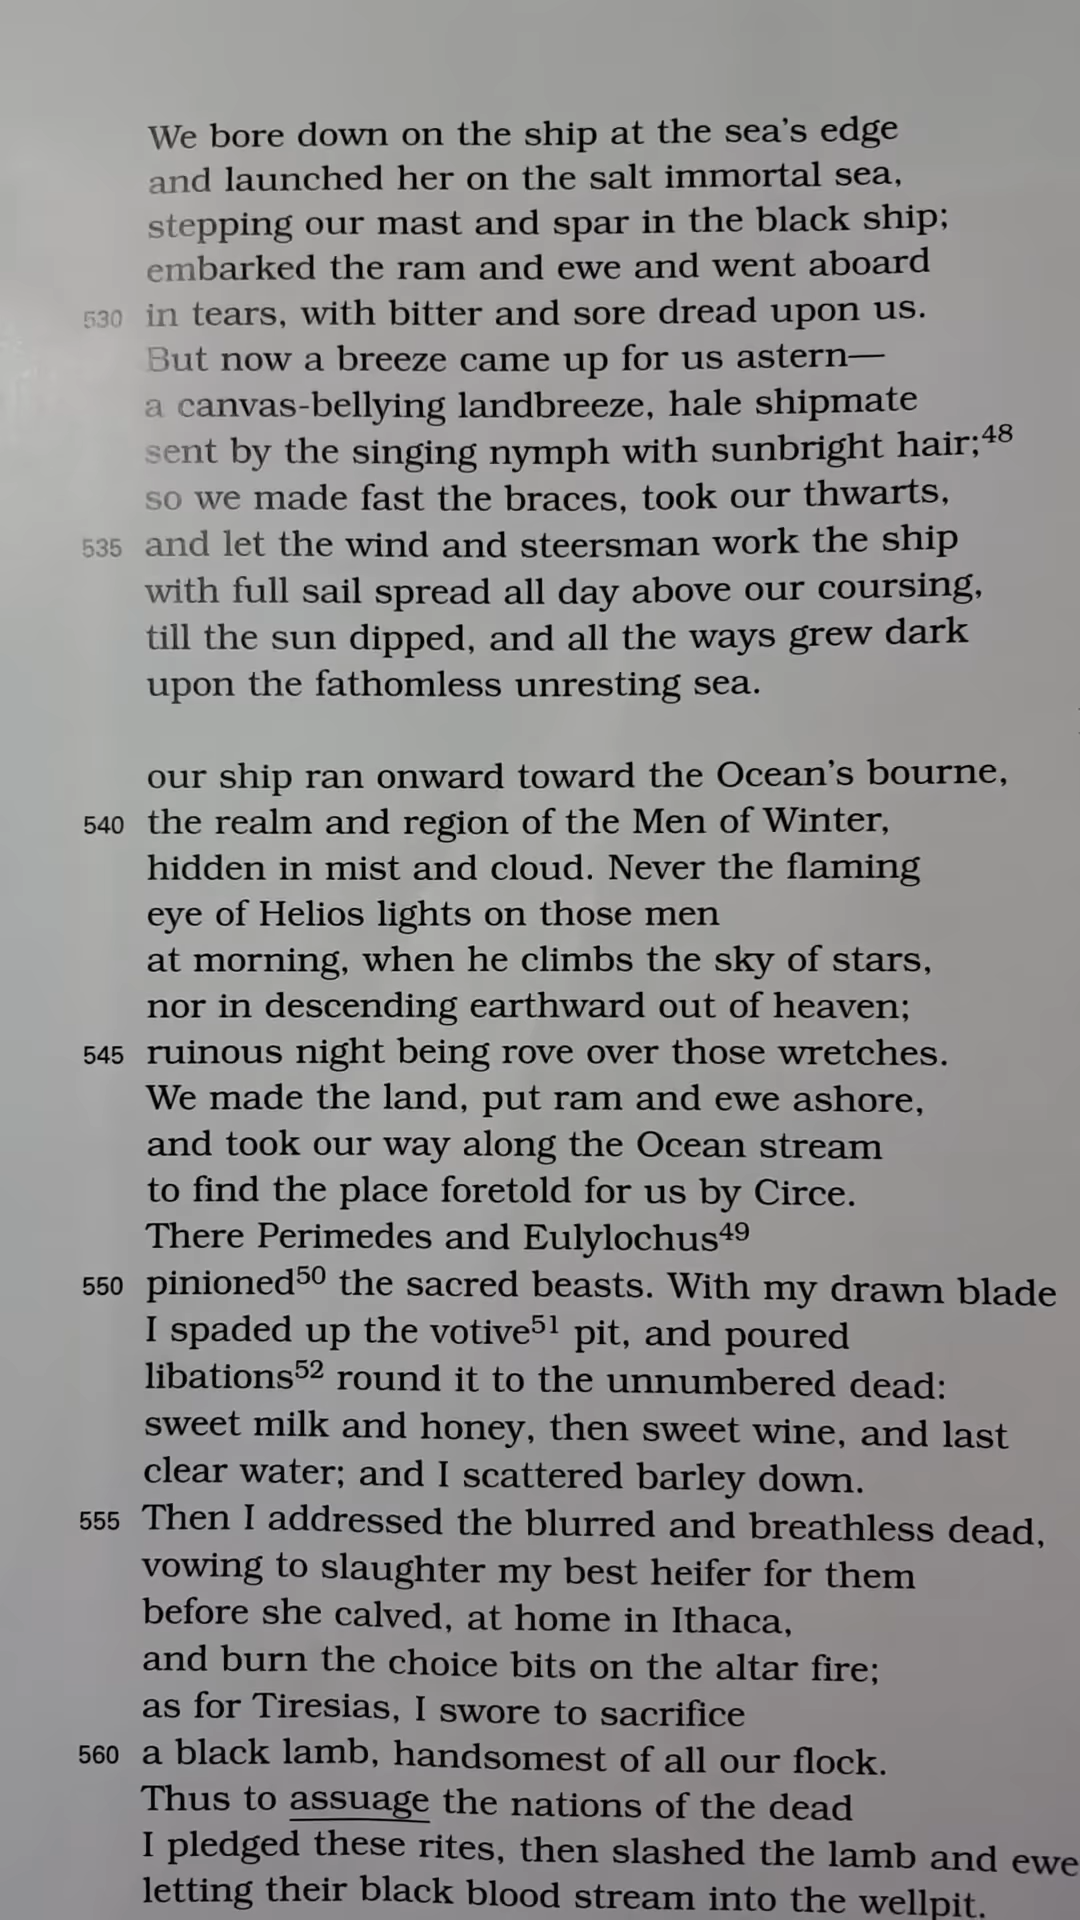 We bore down on the ship at the sea's edge
and launched her on the salt immortal sea,
stepping our mast and spar in the black ship;
embarked the ram and ewe and went aboard
530 in tears, with bitter and sore dread upon us.
But now a breeze came up for us astern—
a canvas-bellying landbreeze, hale shipmate
sent by the singing nymph with sunbright hair;48
so we made fast the braces, took our thwarts,
535 and let the wind and steersman work the ship
with full sail spread all day above our coursing,
till the sun dipped, and all the ways grew dark
upon the fathomless unresting sea.
our ship ran onward toward the Ocean's bourne,
540 the realm and region of the Men of Winter,
hidden in mist and cloud. Never the flaming
eye of Helios lights on those men
at morning, when he climbs the sky of stars,
nor in descending earthward out of heaven;
545 ruinous night being rove over those wretches.
We made the land, put ram and ewe ashore,
and took our way along the Ocean stream
to find the place foretold for us by Circe.
There Perimedes and Eulylochus49
550 pinioned50 the sacred beasts. With my drawn blade
I spaded up the votive51 pit, and poured
libations52 round it to the unnumbered dead:
sweet milk and honey, then sweet wine, and last
clear water; and I scattered barley down.
555 Then I addressed the blurred and breathless dead,
vowing to slaughter my best heifer for them
before she calved, at home in Ithaca,
and burn the choice bits on the altar fire;
as for Tiresias, I swore to sacrifice
560 a black lamb, handsomest of all our flock.
Thus to assuage the nations of the dead
I pledged these rites, then slashed the lamb and ewe
letting their black blood stream into the wellpit.